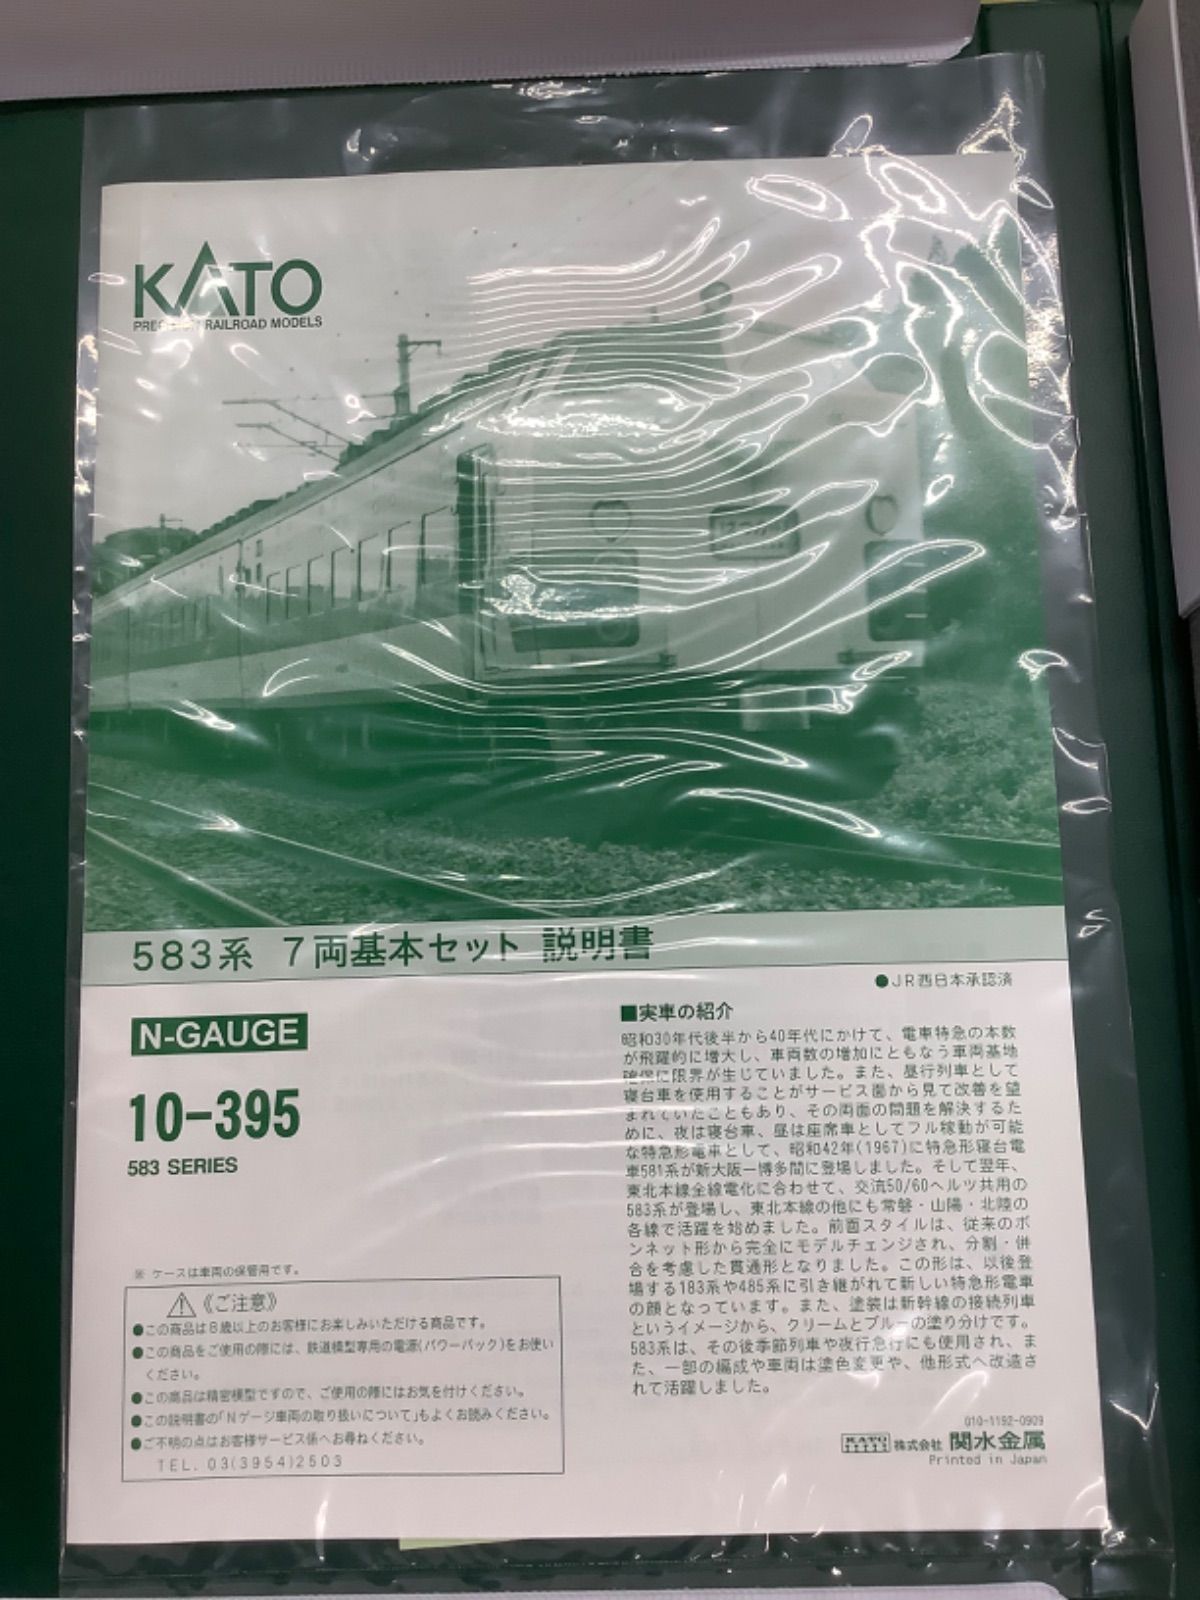 KATO
PRECISION RAILROAD MODELS
はつかり
583系 7両基本セット 説明書
●JR西日本承認済
N-GAUGE
10-395
583 SERIES
■実車の紹介
昭和30年代後半から40年代にかけて、電車特急の本数
が飛躍的に増大し、車両数の増加にともなう車両基地
確保に限界が生じていました。また、昼行列車として
寝台車を使用することがサービス面から見て改善を望
まれていたこともあり、その両面の問題を解決するた
めに、夜は寝台車、昼は座席車としてフル稼動が可能
な特急形電車として、昭和42年(1967)に特急形寝台電
車581系が新大阪ー博多間に登場しました。そして翌年、
東北本線全線電化に合わせて、交流50/60ヘルツ共用の
583系が登場し、東北本線の他にも常磐・山陽・北陸の
各線で活躍を始めました。前面スタイルは、従来のボ
ンネット形から完全にモデルチェンジされ、分割・併
合を考慮した貫通形となりました。この形は、以後登
場する183系や485系に引き継がれて新しい特急形電車
の顔となっています。また、塗装は新幹線の接続列車
というイメージから、クリームとブルーの塗り分けです。
583系は、その後季節列車や夜行急行にも使用され、ま
た、一部の編成や車両は塗色変更や、他形式へ改造さ
れて活躍しました。
※ ケースは車両の保管用です。
⚠《ご注意》
●この商品は8歳以上のお客様にお楽しみいただける商品です。
●この商品をご使用の際には、鉄道模型専用の電源(パワーパック)をお使い
ください。
●この商品は精密模型ですので、ご使用の際にはお気を付けください。
●この説明書の「Nゲージ車両の取り扱いについて」もよくお読みください。
●ご不明の点はお客様サービス係へお尋ねください。
TEL. 03(3954)2503
010-1192-0909
KATO 株式会社 関水金属
Printed in Japan